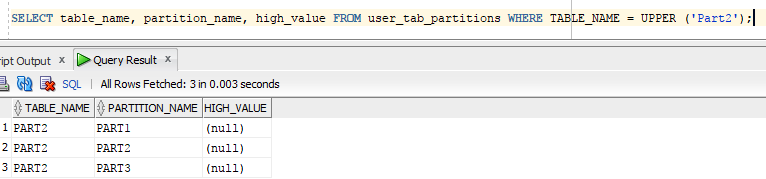 SELECT table_name, partition_name, high_value FROM user_tab_partitions WHERE TABLE_NAME = UPPER ('Part2');
ript Output x Query Result x
SQL | All Rows Fetched: 3 in 0.003 seconds
TABLE_NAME PARTITION_NAME HIGH_VALUE
1 PART2 PART1 (null)
2 PART2 PART2 (null)
3 PART2 PART3 (null)